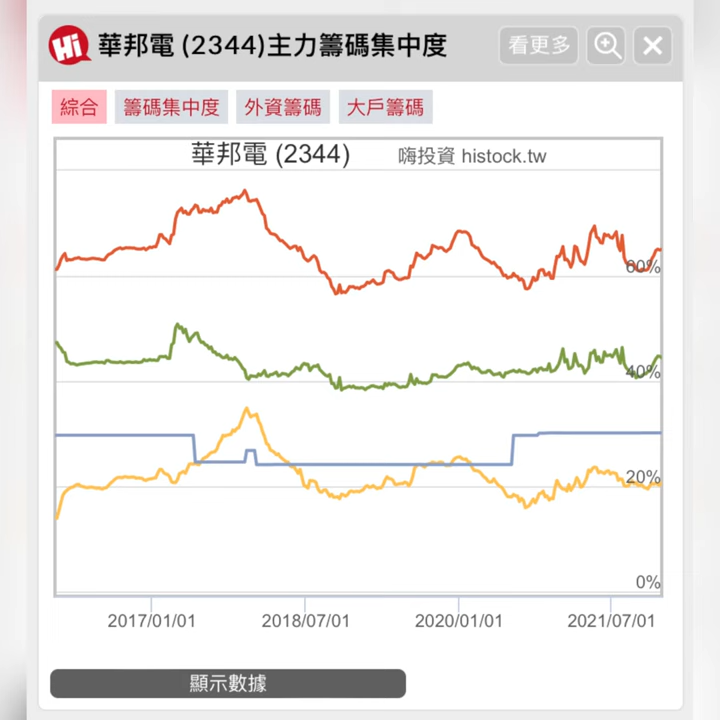 Hi 華邦電 (2344)主力籌碼集中度 看更多
綜合 籌碼集中度 外資籌碼 大戶籌碼
華邦電 (2344) 嗨投資 histock.tw
60%
40%
20%
0%
2017/01/01 2018/07/01 2020/01/01 2021/07/01
顯示數據